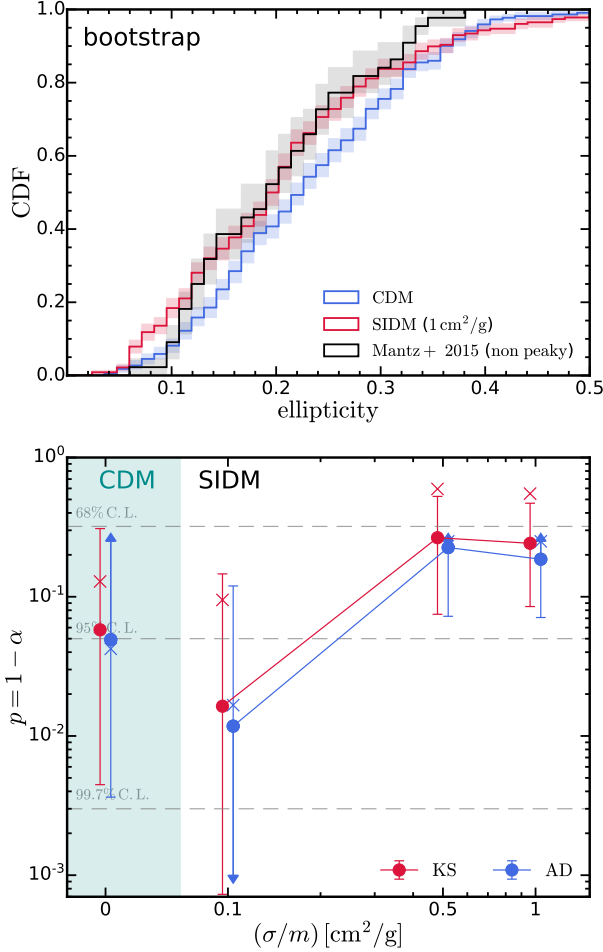 1.0
bootstrap
0.8
0.6
CDF
0.4
0.2
CDM
SIDM (1 cm²/g)
Mantz+ 2015 (non peaky)
0.0
0.1 0.2 0.3 0.4 0.5
ellipticity
10⁰
CDM SIDM
68% C.L.
10⁻¹
95% C.L.
p = 1 − α
10⁻²
99.7% C.L.
10⁻³
KS AD
0 0.1 0.5 1
(σ/m) [cm²/g]